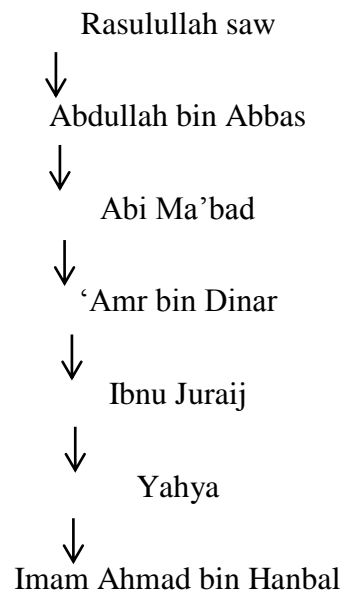 Rasulullah saw
Abdullah bin Abbas
Abi Ma’bad
‘Amr bin Dinar
Ibnu Juraij
Yahya
Imam Ahmad bin Hanbal